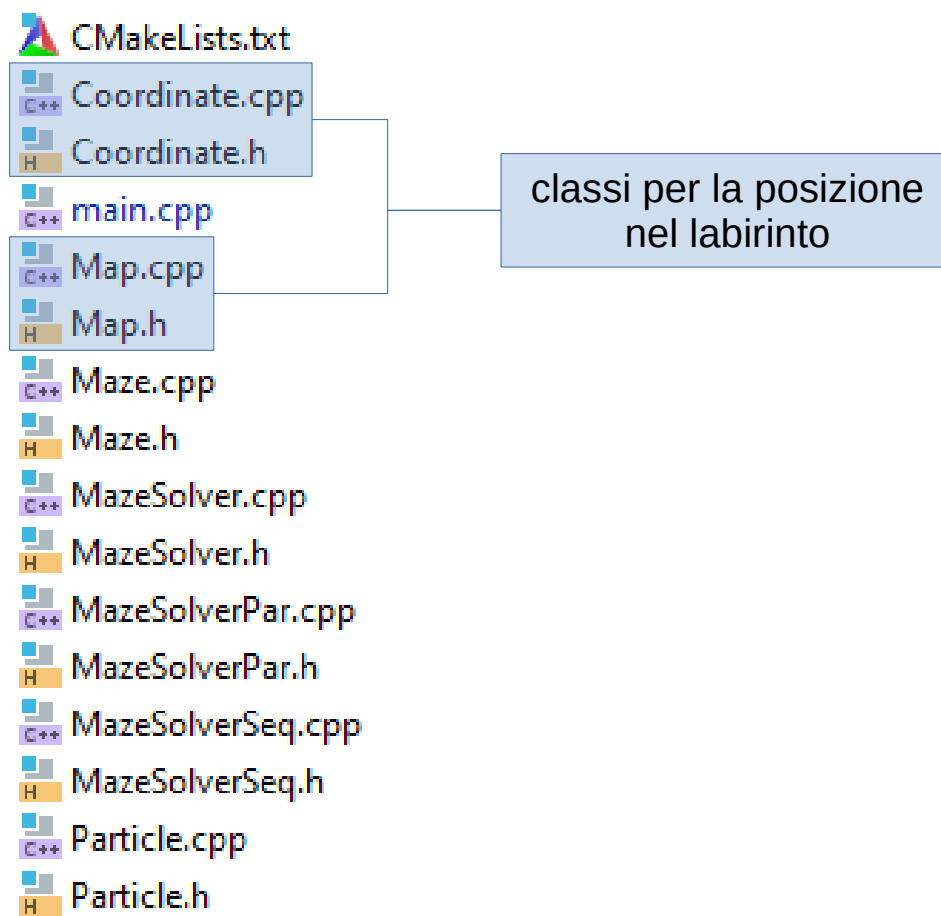 CMakeLists.txt
C++ Coordinate.cpp
H Coordinate.h
C++ main.cpp
C++ Map.cpp
H Map.h
C++ Maze.cpp
H Maze.h
C++ MazeSolver.cpp
H MazeSolver.h
C++ MazeSolverPar.cpp
H MazeSolverPar.h
C++ MazeSolverSeq.cpp
H MazeSolverSeq.h
C++ Particle.cpp
H Particle.h
classi per la posizione
nel labirinto